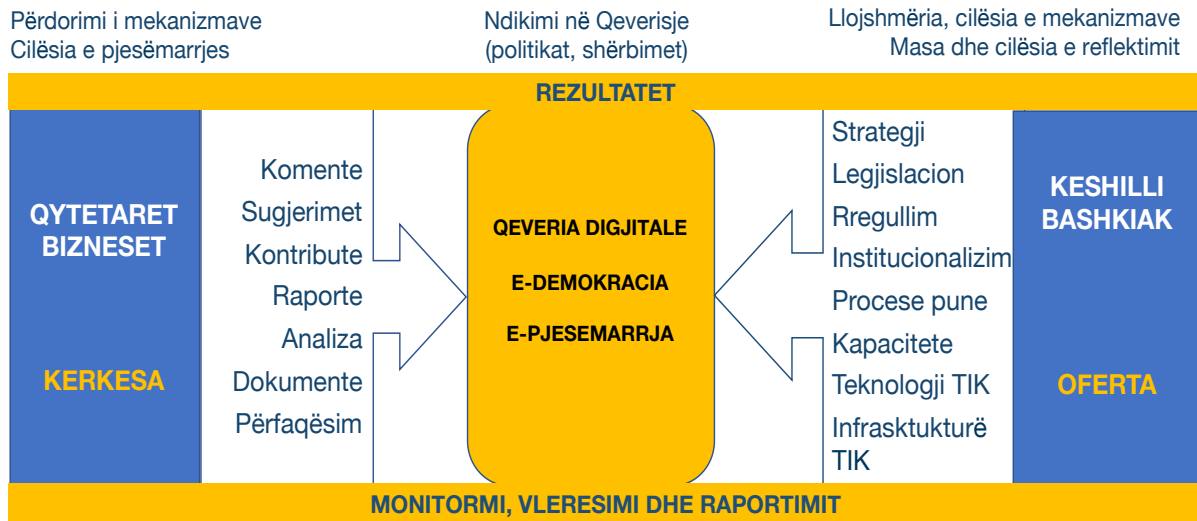 Përdorimi i mekanizmave
Cilësia e pjesëmarrjes
Ndikimi në Qeverisje
(politikat, shërbimet)
Llojshmëria, cilësia e mekanizmave
Masa dhe cilësia e reflektimit
REZULTATET
QYTETARET
BIZNESET
KERKESA
Komente
Sugjerimet
Kontribute
Raporte
Analiza
Dokumente
Përfaqësim
QEVERIA DIGJITALE
E-DEMOKRACIA
E-PJESEMARRJA
Strategji
Legjislacion
Rregullim
Institucionalizim
Procese pune
Kapacitete
Teknologji TIK
Infrasktukturë
TIK
KESHILLI
BASHKIAK
OFERTA
MONITORMI, VLERESIMI DHE RAPORTIMIT